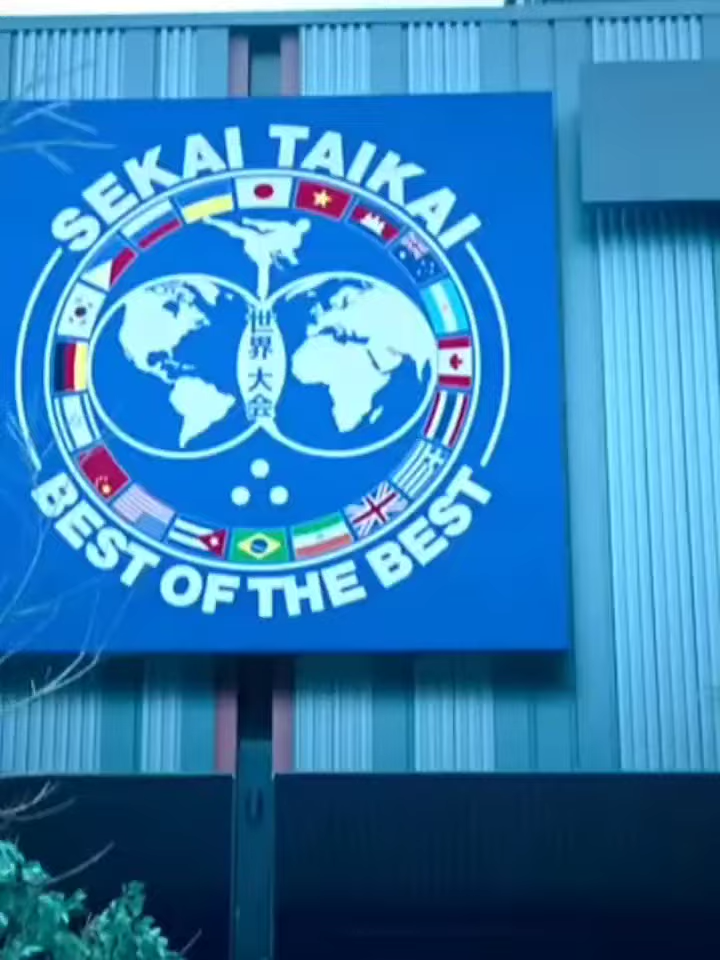 SEKAI TAIKAI
世界大会
BEST OF THE BEST